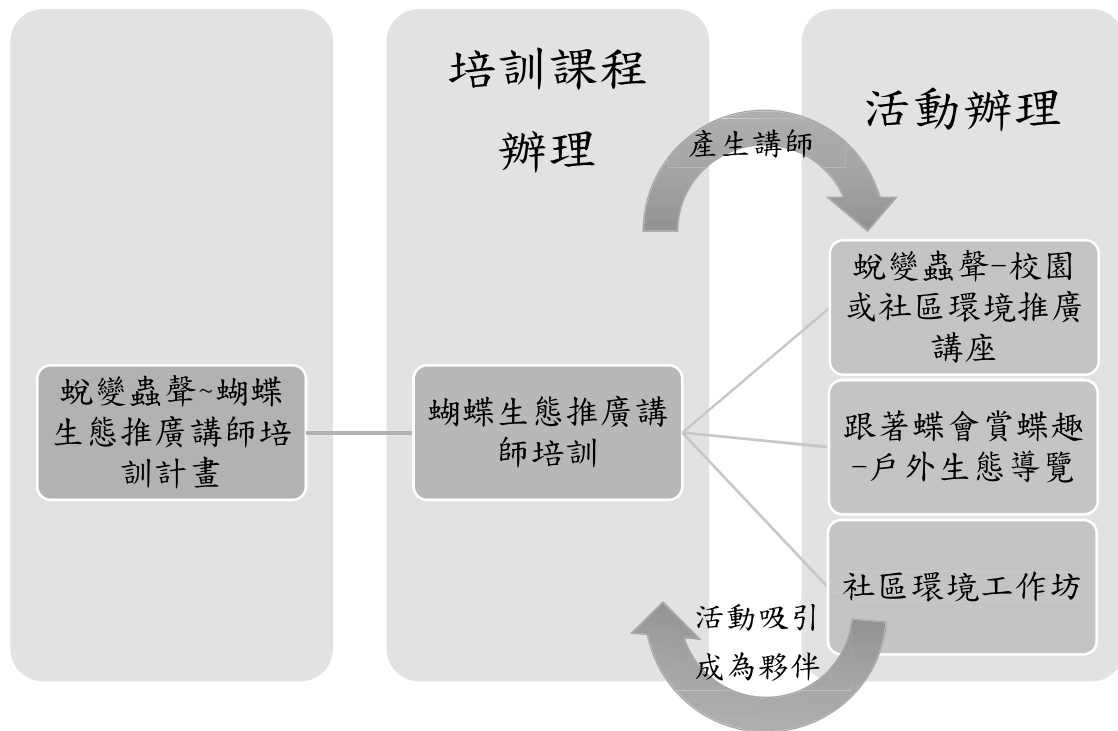 培訓課程
辦理
活動辦理
產生講師
蛻變蟲聲~蝴蝶
生態推廣講師培
訓計畫
蝴蝶生態推廣講
師培訓
蛻變蟲聲-校園
或社區環境推廣
講座
跟著蝶會賞蝶趣
-戶外生態導覽
社區環境工作坊
活動吸引
成為夥伴